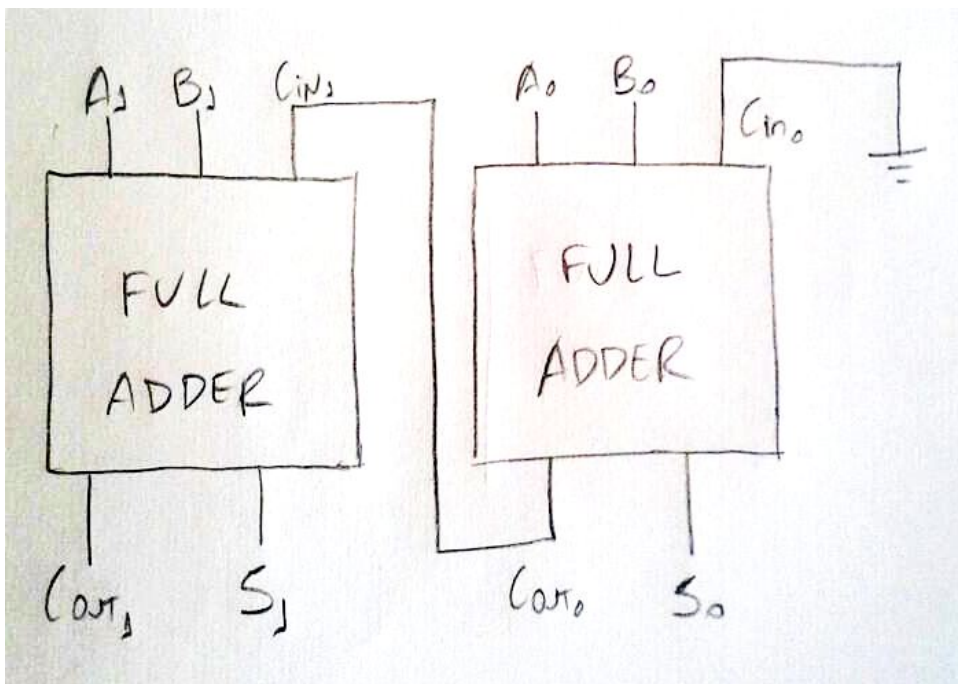 A1 B1 Cin1 A0 B0
Cin0
FULL
ADDER
FULL
ADDER
Cout1 S1 Cout0 S0